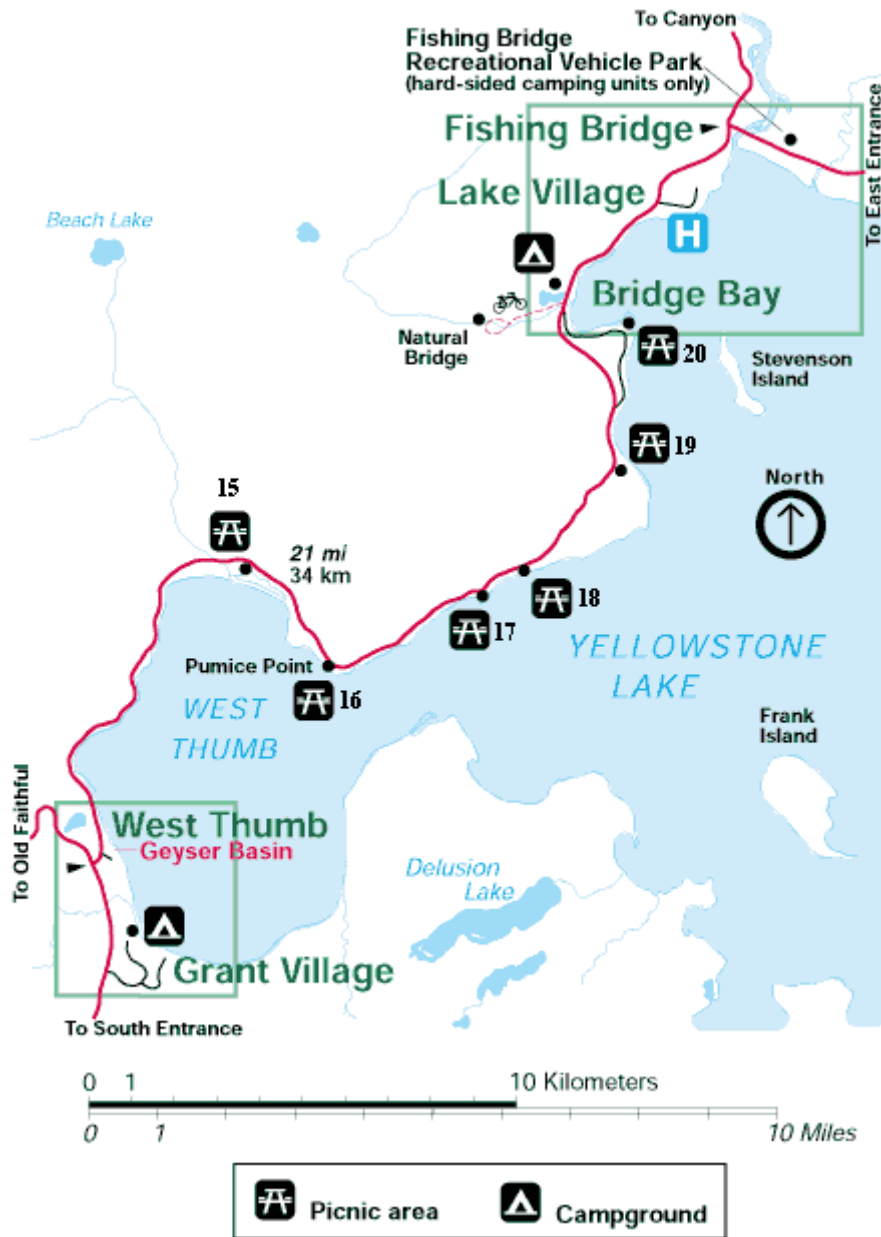 To Canyon
Fishing Bridge
Recreational Vehicle Park
(hard-sided camping units only)
Fishing Bridge
To East Entrance
Lake Village
H
Beach Lake
Bridge Bay
Natural
Bridge
20
Stevenson
Island
19
North
15
21 mi
34 km
18
17
YELLOWSTONE
LAKE
Pumice Point
16
WEST
THUMB
Frank
Island
To Old Faithful
West Thumb
Geyser Basin
Delusion
Lake
Grant Village
To South Entrance
0 1 10 Kilometers
0 1 10 Miles
Picnic area Campground